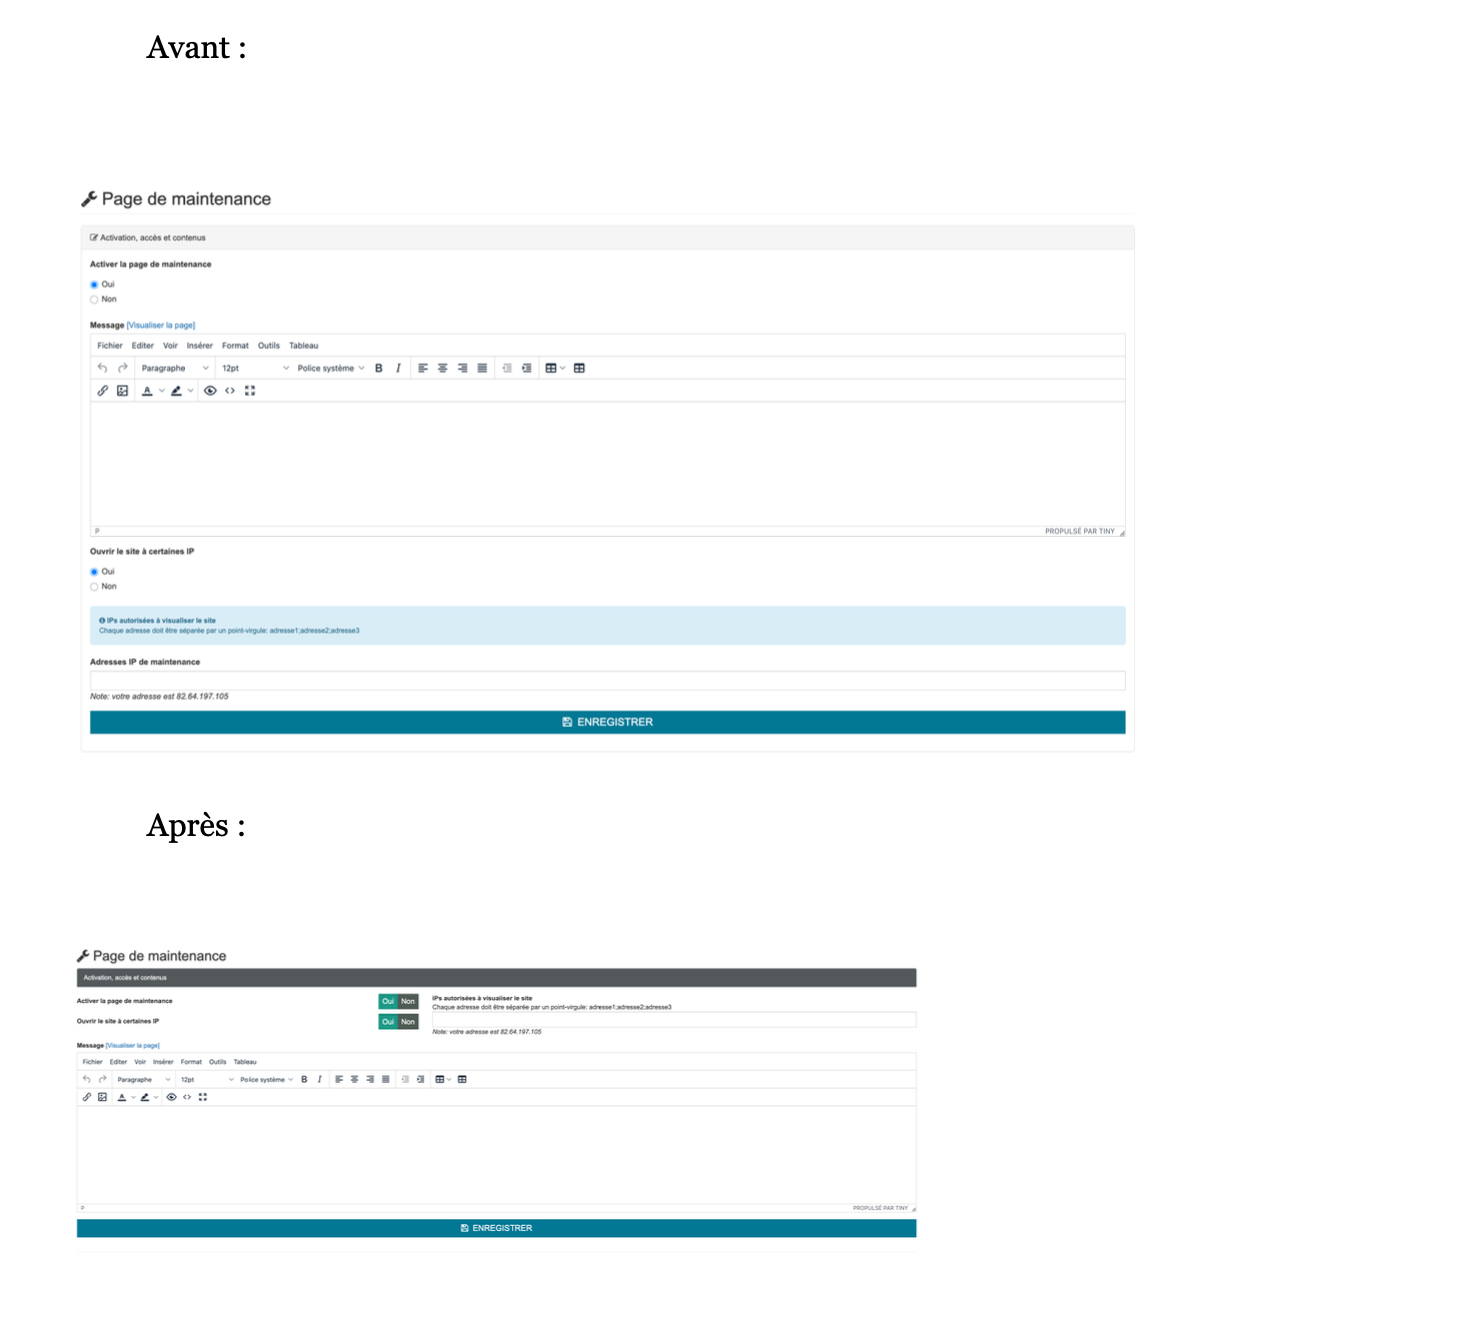 Avant :
Page de maintenance
Activation, accès et contenus
Activer la page de maintenance
Oui
Non
Message [Visualiser la page]
Fichier Editer Voir Insérer Format Outils Tableau
Paragraphe 12pt Police système B I
A
P PROPULSÉ PAR TINY
Ouvrir le site à certaines IP
Oui
Non
IPs autorisées à visualiser le site
Chaque adresse doit être séparée par un point-virgule: adresse1;adresse2;adresse3
Adresses IP de maintenance
Note: votre adresse est 82.64.197.105
ENREGISTRER
Après :
Page de maintenance
Activation, accès et contenus
Activer la page de maintenance Oui Non
IPs autorisées à visualiser le site
Chaque adresse doit être séparée par un point-virgule: adresse1;adresse2;adresse3
Ouvrir le site à certaines IP Oui Non
Note: votre adresse est 82.64.197.105
Message [Visualiser la page]
Fichier Editer Voir Insérer Format Outils Tableau
Paragraphe 12pt Police système B I
A
P PROPULSÉ PAR TINY
ENREGISTRER